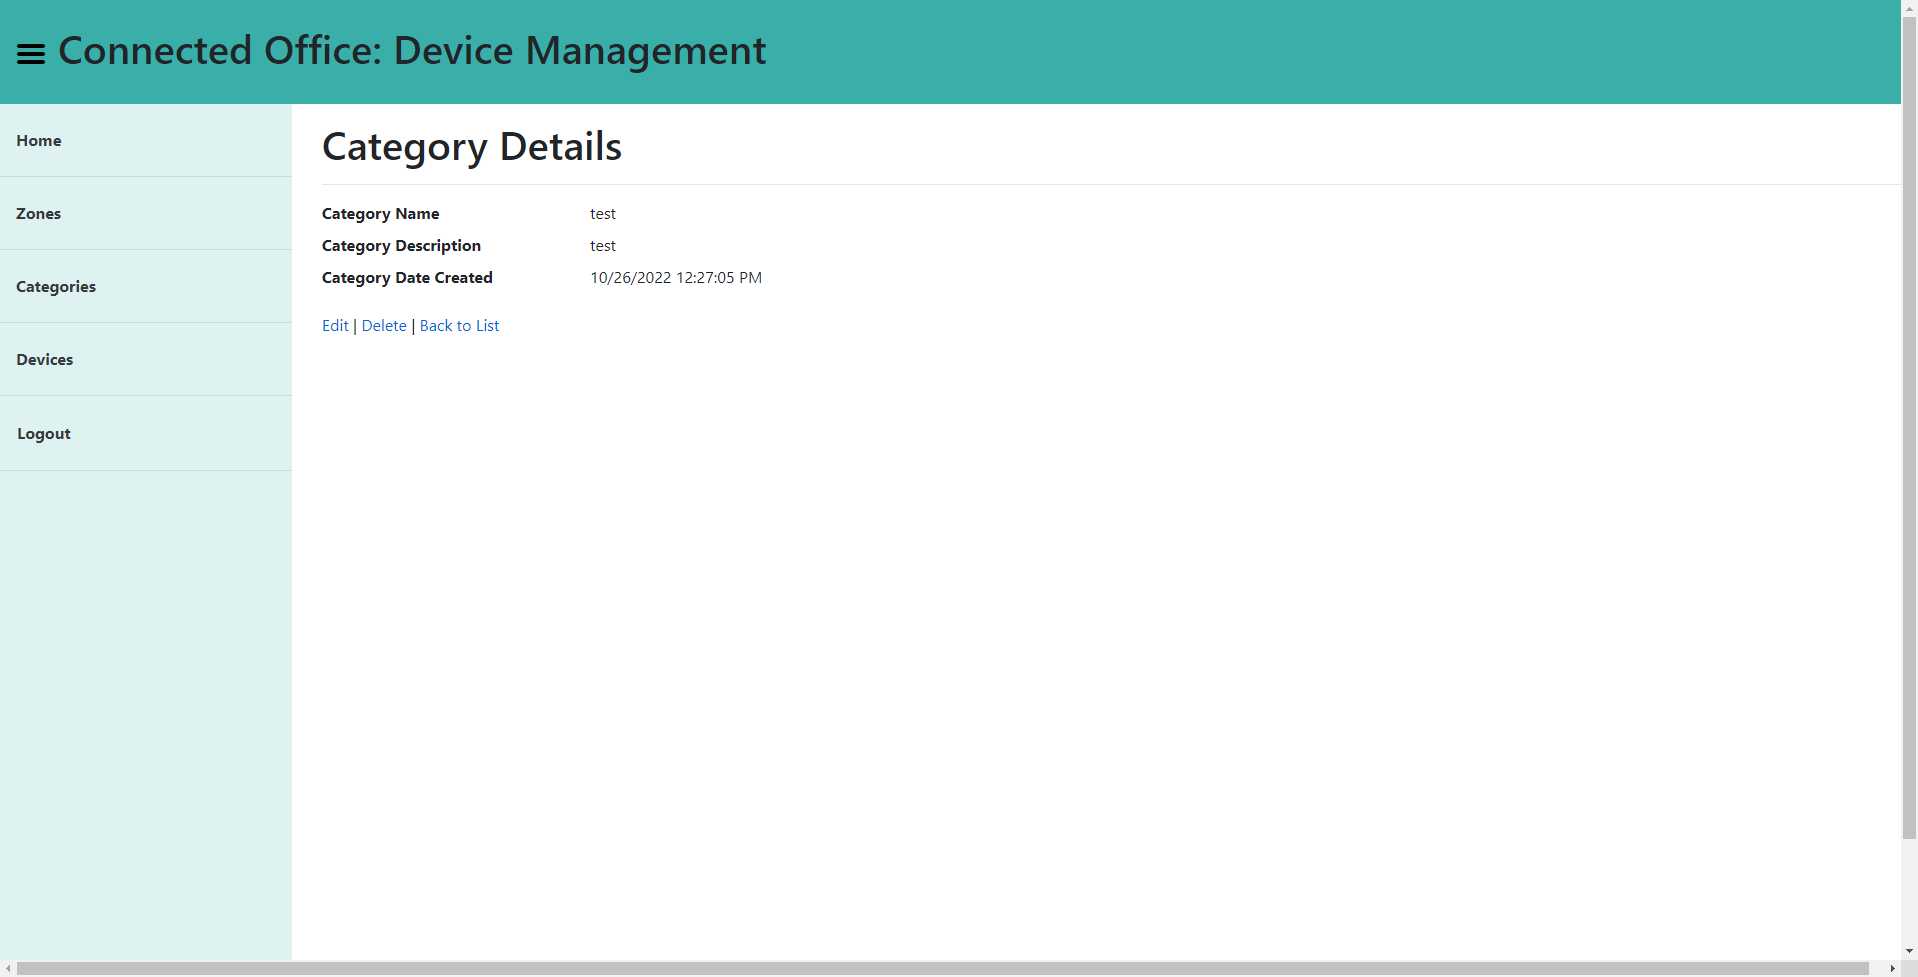 Connected Office: Device Management
Home
Zones
Categories
Devices
Logout
Category Details
Category Name test
Category Description test
Category Date Created 10/26/2022 12:27:05 PM
Edit | Delete | Back to List